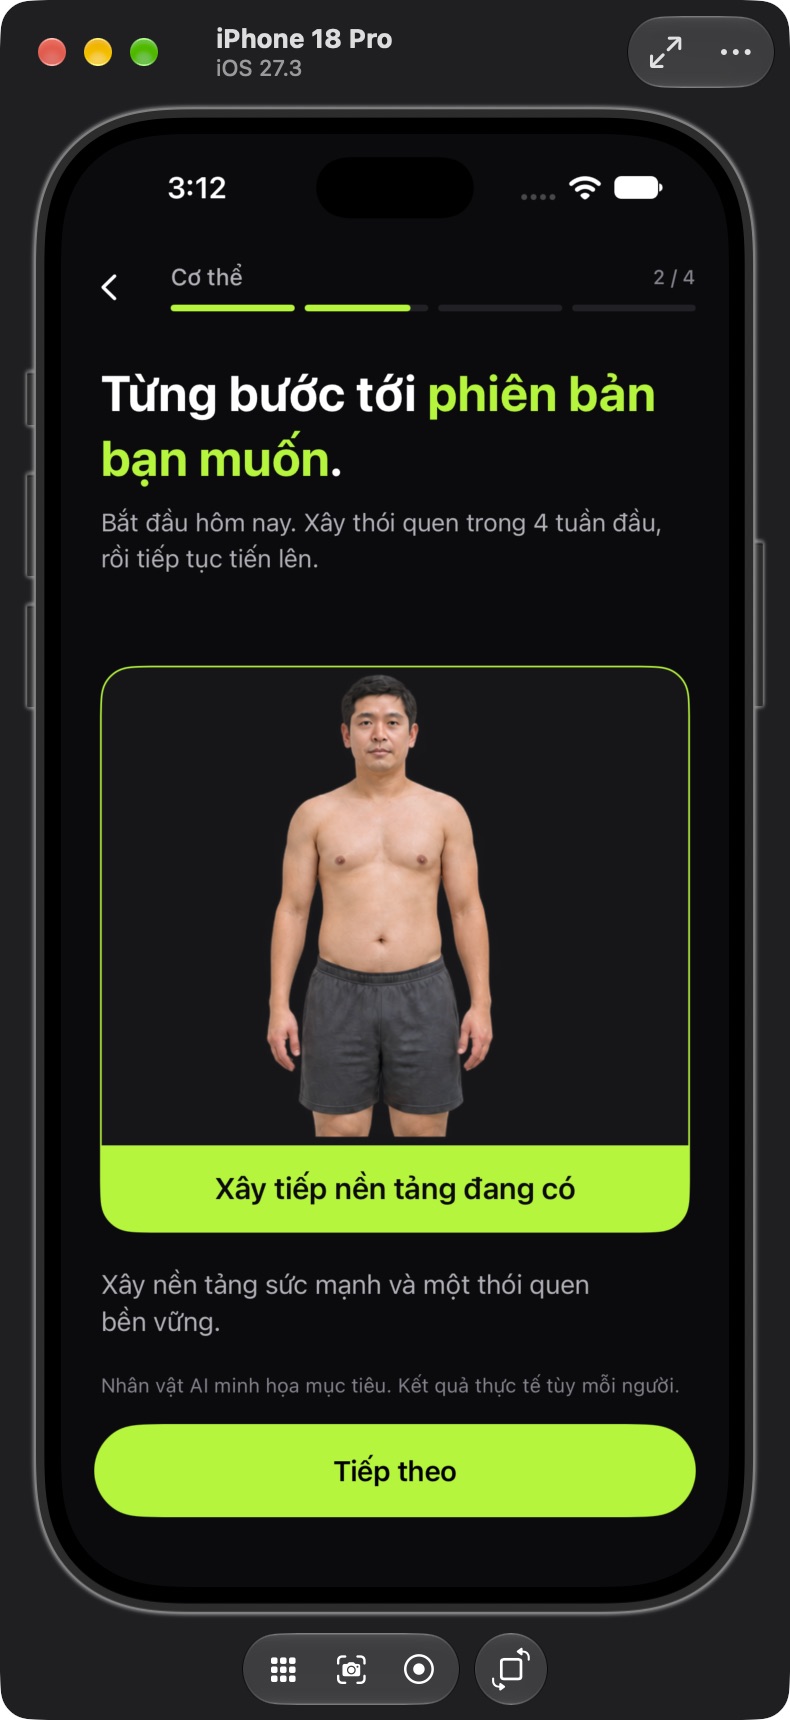 iPhone 18 Pro
iOS 27.3
3:12
Cơ thể
2 / 4
Từng bước tới phiên bản
bạn muốn.
Bắt đầu hôm nay. Xây thói quen trong 4 tuần đầu,
rồi tiếp tục tiến lên.
Xây tiếp nền tảng đang có
Xây nền tảng sức mạnh và một thói quen
bền vững.
Nhân vật AI minh họa mục tiêu. Kết quả thực tế tùy mỗi người.
Tiếp theo